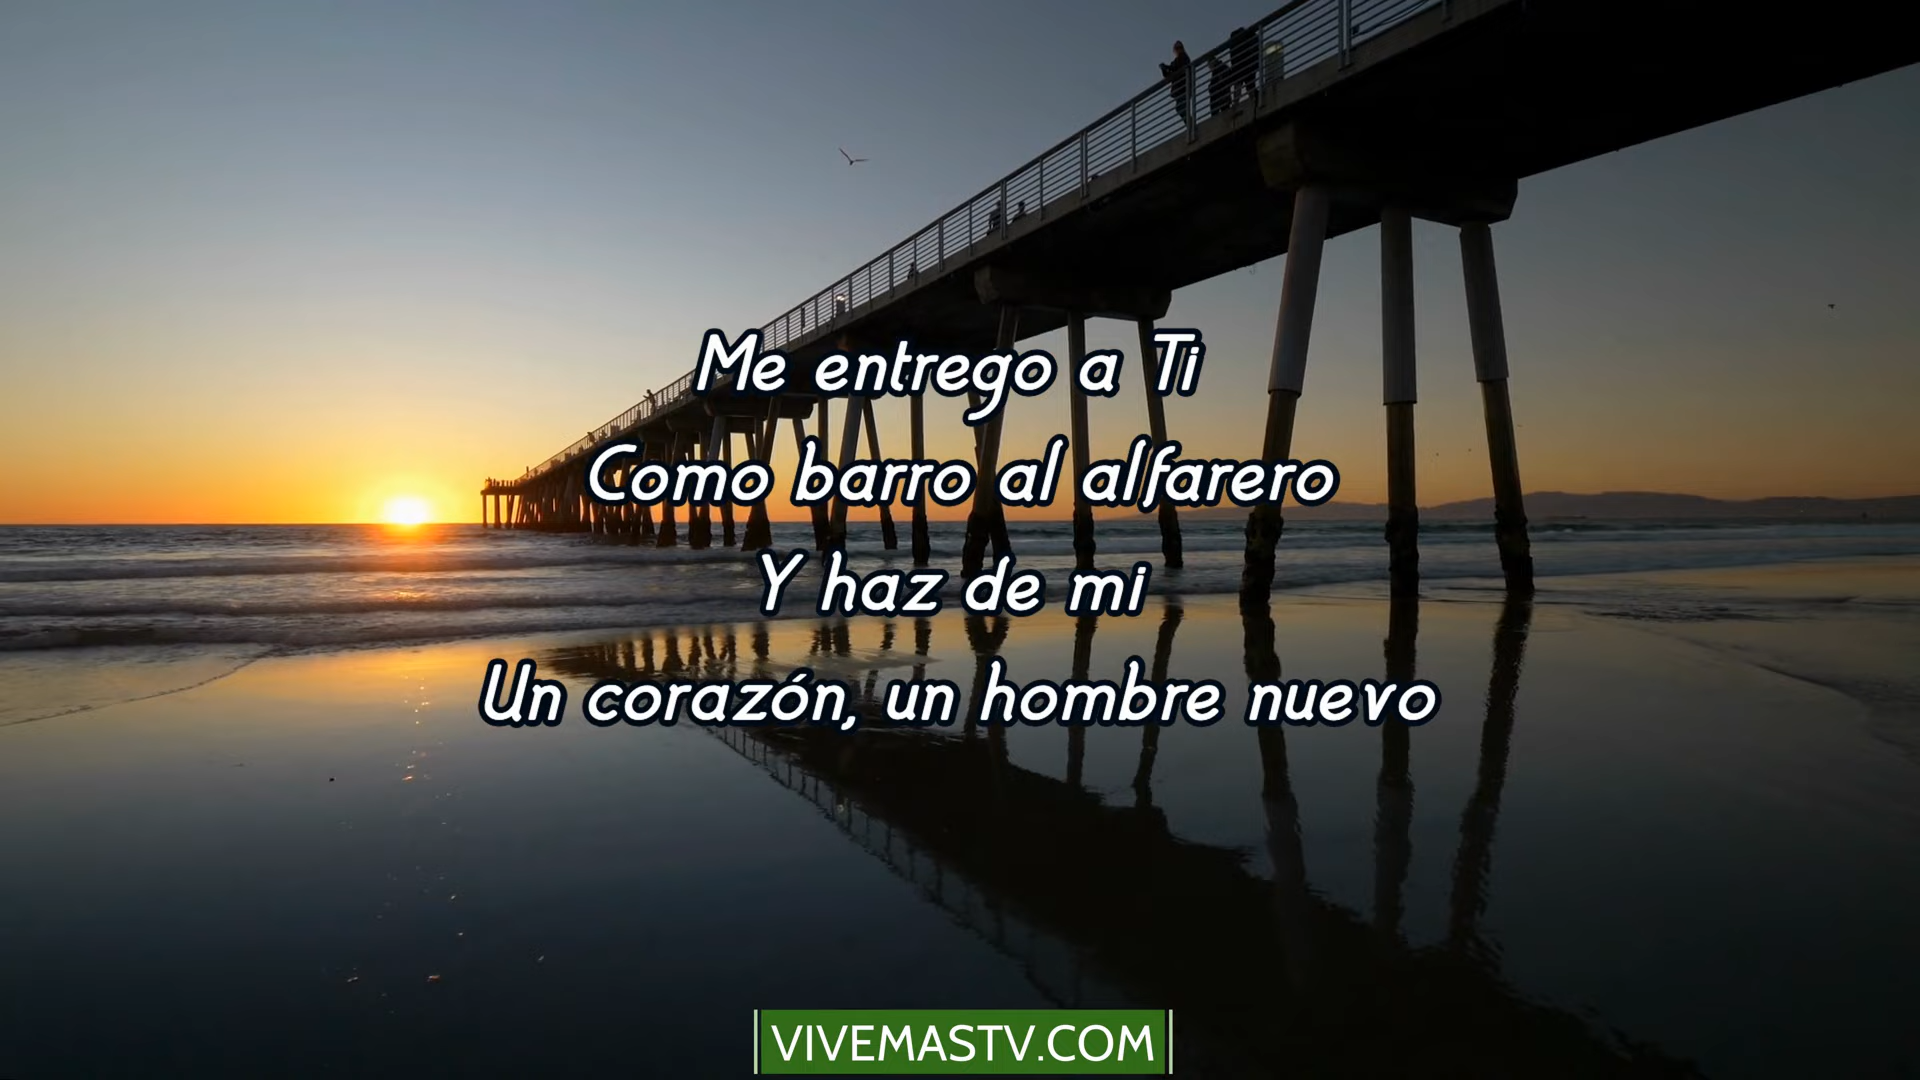 Me entrego a Ti
Como barro al alfarero
Y haz de mi
Un corazón, un hombre nuevo
VIVEMASTV.COM